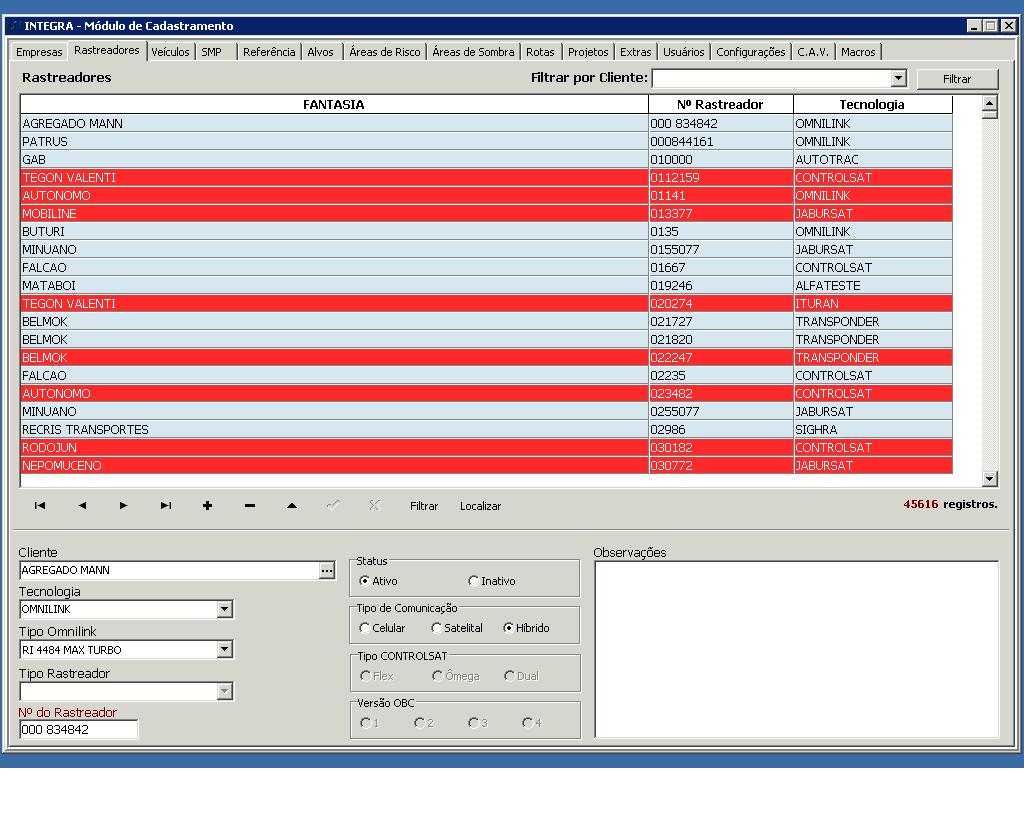 INTEGRA - Módulo de Cadastramento
Empresas Rastreadores Veículos SMP Referência Alvos Áreas de Risco Áreas de Sombra Rotas Projetos Extras Usuários Configurações C.A.V. Macros
Rastreadores Filtrar por Cliente: Filtrar
FANTASIA Nº Rastreador Tecnologia
AGREGADO MANN 000 834842 OMNILINK
PATRUS 000844161 OMNILINK
GAB 010000 AUTOTRAC
TEGON VALENTI 0112159 CONTROLSAT
AUTONOMO 01141 OMNILINK
MOBILINE 013377 JABURSAT
BUTURI 0135 OMNILINK
MINUANO 0155077 JABURSAT
FALCAO 01667 CONTROLSAT
MATABOI 019246 ALFATESTE
TEGON VALENTI 020274 ITURAN
BELMOK 021727 TRANSPONDER
BELMOK 021820 TRANSPONDER
BELMOK 022247 TRANSPONDER
FALCAO 02235 CONTROLSAT
AUTONOMO 023482 CONTROLSAT
MINUANO 0255077 JABURSAT
RECRIS TRANSPORTES 02986 SIGHRA
RODOJUN 030182 CONTROLSAT
NEPOMUCENO 030772 JABURSAT
Filtrar Localizar 45616 registros.
Cliente
AGREGADO MANN ...
Tecnologia
OMNILINK
Tipo Omnilink
RI 4484 MAX TURBO
Tipo Rastreador
Nº do Rastreador
000 834842
Status
Ativo Inativo
Tipo de Comunicação
Celular Satelital Híbrido
Tipo CONTROLSAT
Flex Ômega Dual
Versão OBC
1 2 3 4
Observações